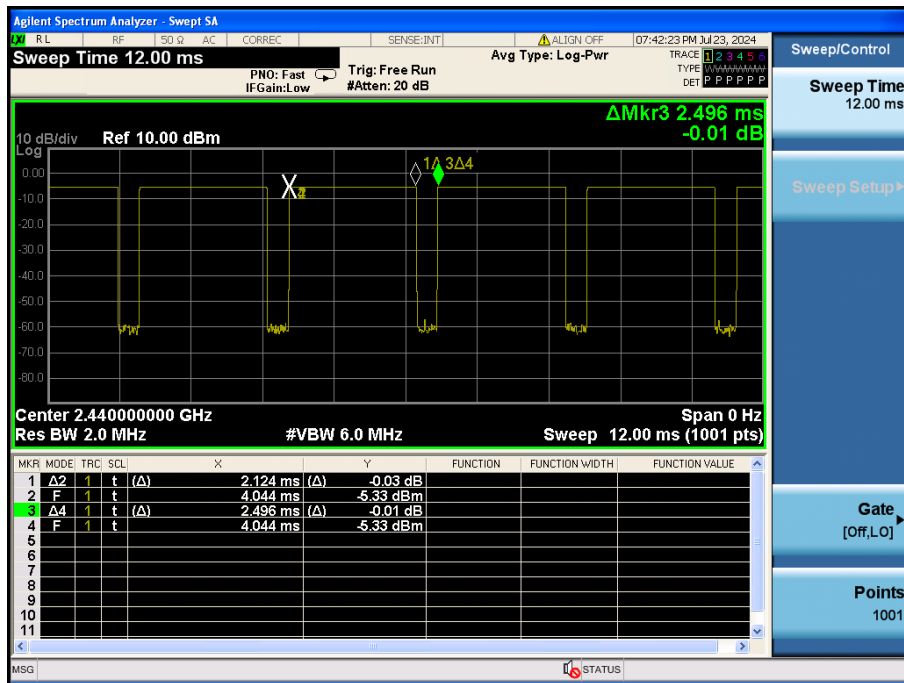 Agilent Spectrum Analyzer - Swept SA
LXI RL RF 50 Ω AC CORREC SENSE:INT ALIGN OFF 07:42:23 PM Jul 23, 2024
Sweep Time 12.00 ms
PNO: Fast
IFGain:Low
Trig: Free Run
#Atten: 20 dB
Avg Type: Log-Pwr
TRACE 1 2 3 4 5 6
TYPE WWWWWW
DET P P P P P P
ΔMkr3 2.496 ms
-0.01 dB
10 dB/div Ref 10.00 dBm
Log
0.00
-10.0
-20.0
-30.0
-40.0
-50.0
-60.0
-70.0
-80.0
1Δ 3Δ4
X
Center 2.440000000 GHz Span 0 Hz
Res BW 2.0 MHz #VBW 6.0 MHz Sweep 12.00 ms (1001 pts)
MKR MODE TRC SCL X Y FUNCTION FUNCTION WIDTH FUNCTION VALUE
1 Δ2 1 t (Δ) 2.124 ms (Δ) -0.03 dB
2 F 1 t 4.044 ms -5.33 dBm
3 Δ4 1 t (Δ) 2.496 ms (Δ) -0.01 dB
4 F 1 t 4.044 ms -5.33 dBm
5
6
7
8
9
10
11
MSG STATUS
Sweep/Control
Sweep Time
12.00 ms
Sweep Setup
Gate
[Off,LO]
Points
1001